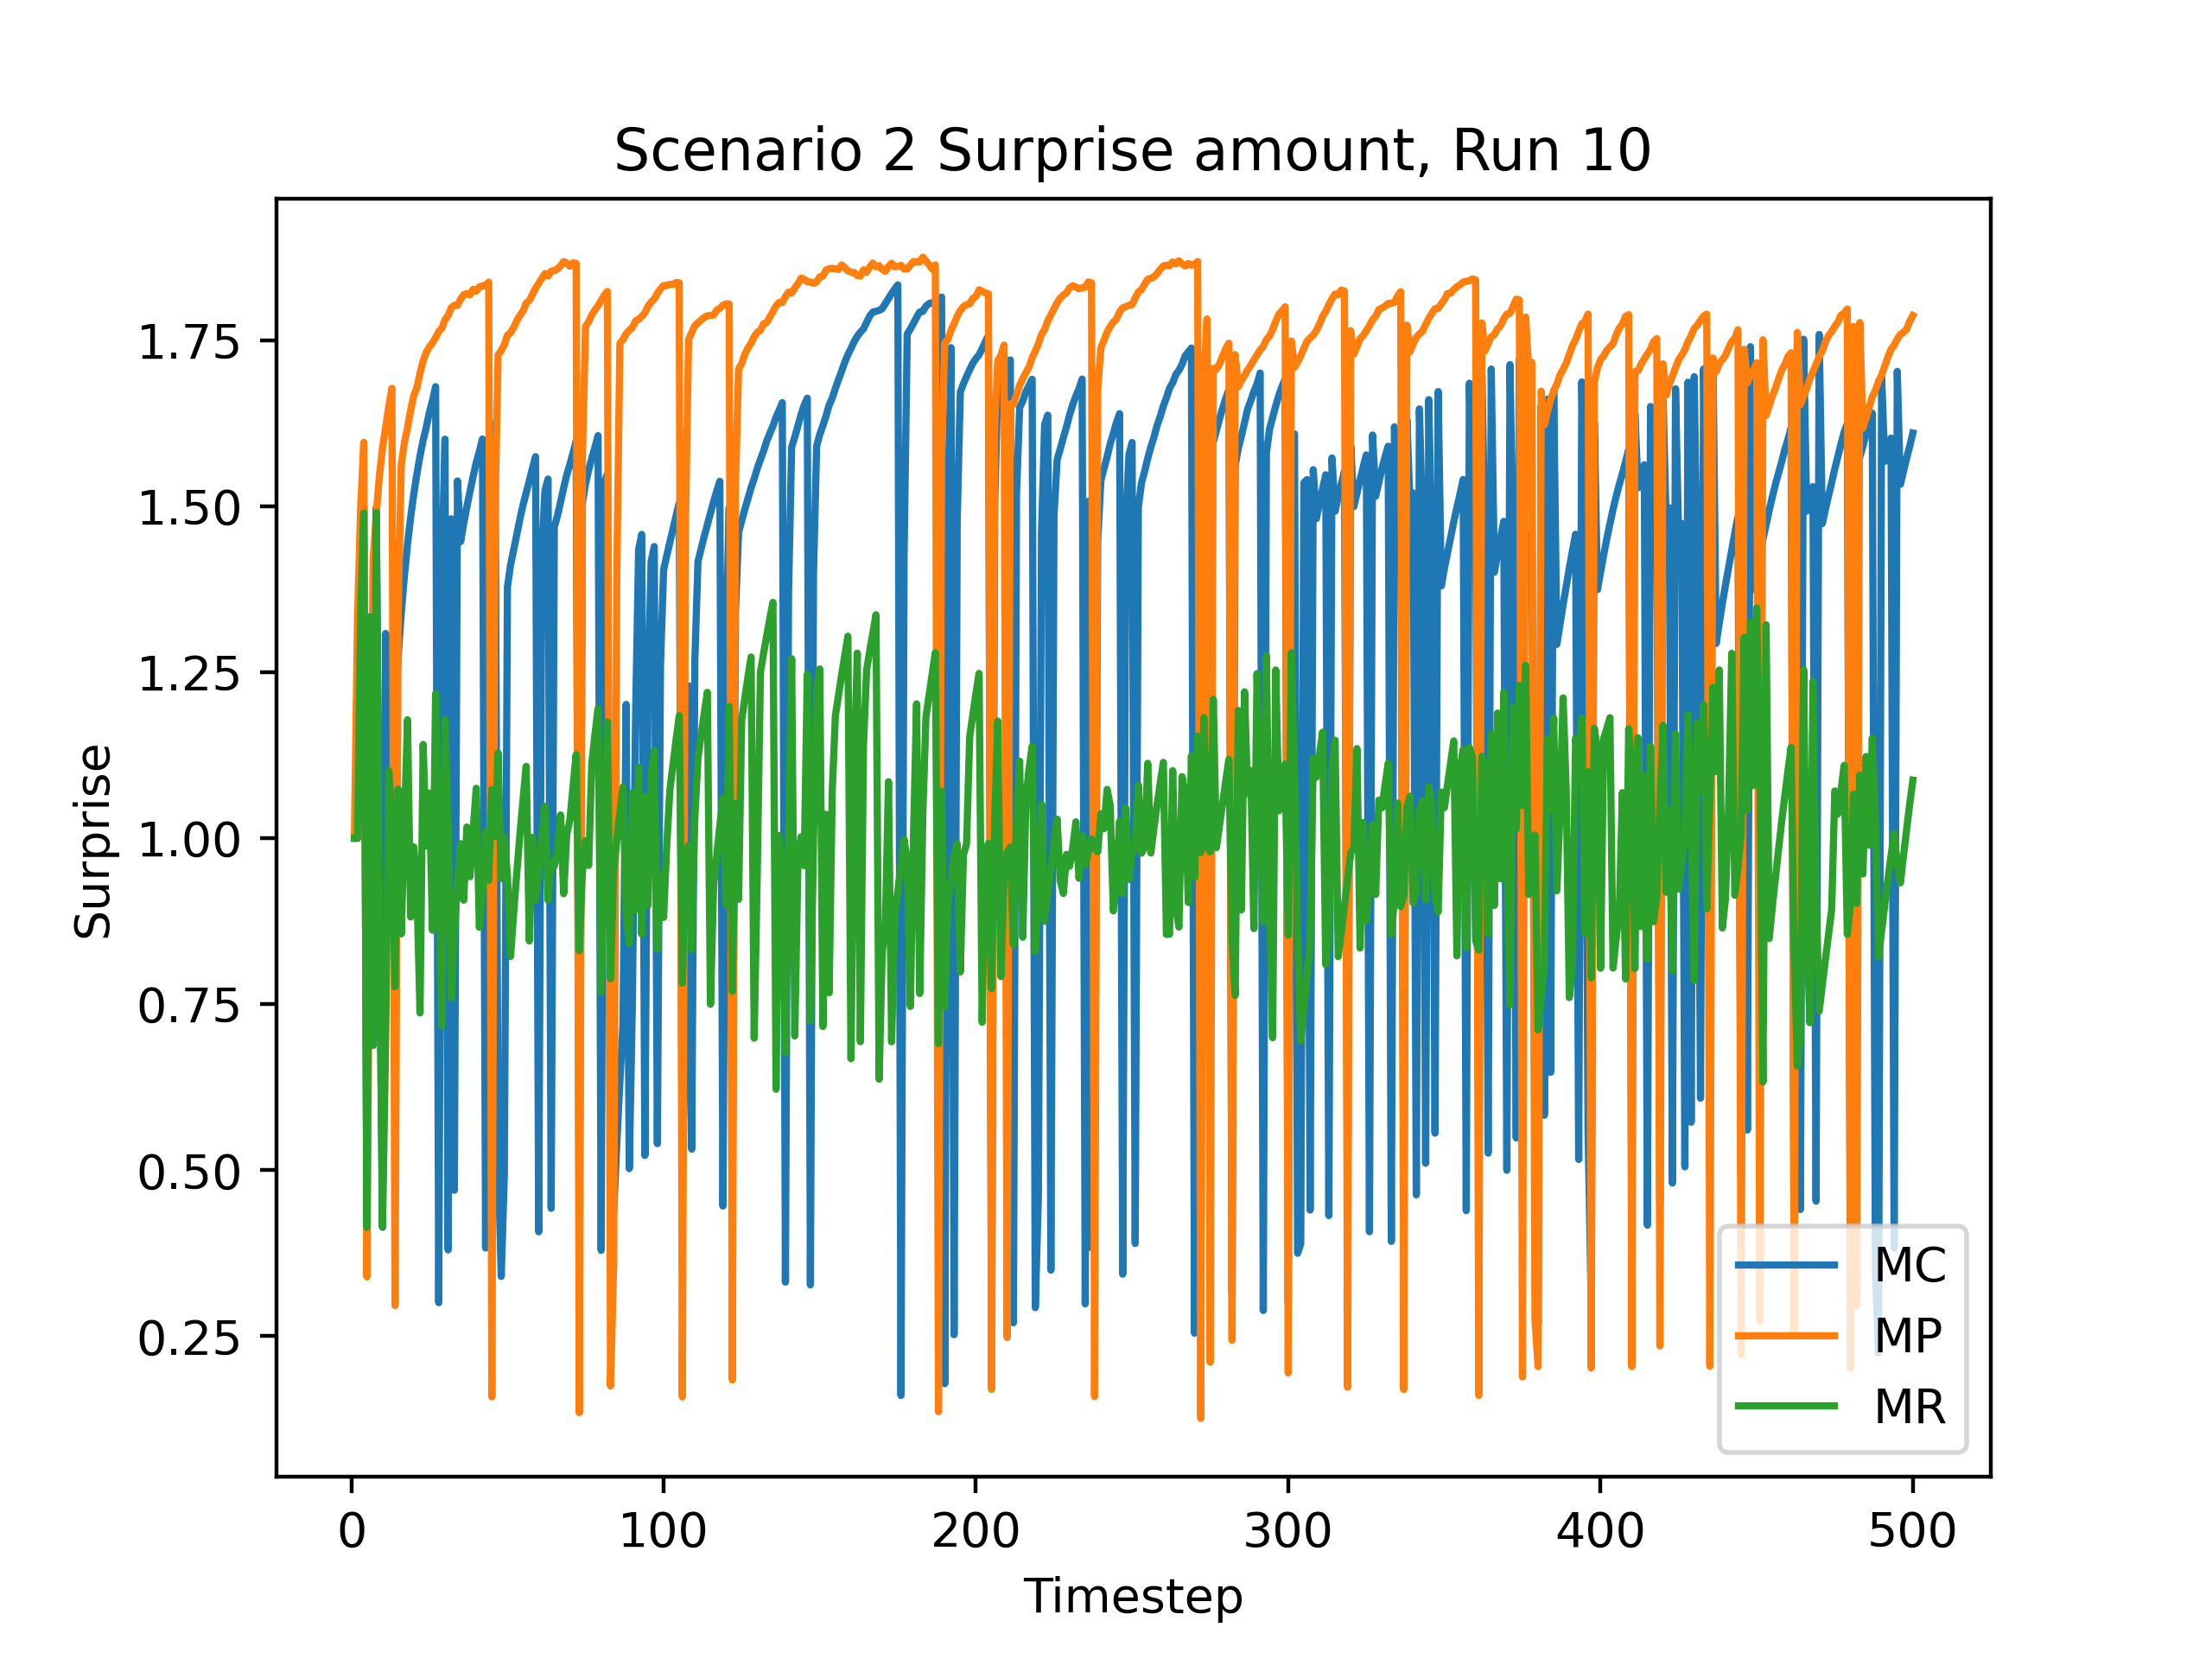 Scenario 2 Surprise amount, Run 10
Surprise
1.75
1.50
1.25
1.00
0.75
0.50
0.25
0 100 200 300 400 500
Timestep
MC
MP
MR